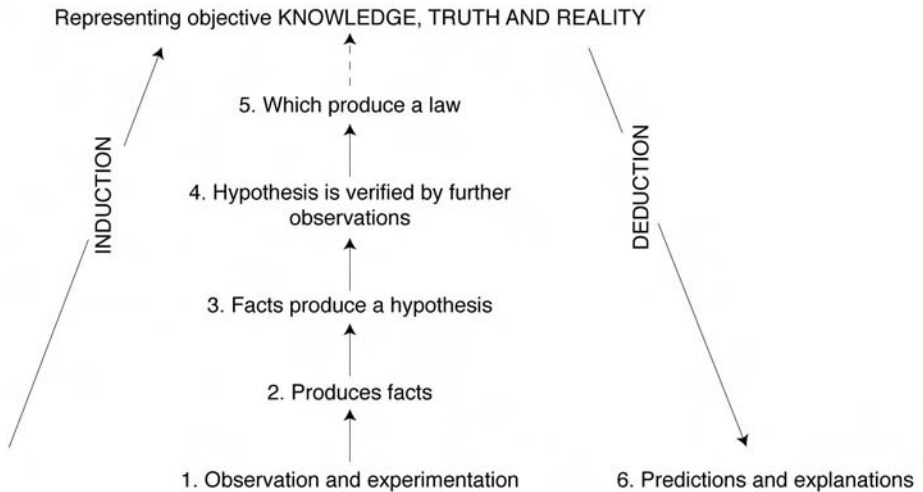 Representing objective KNOWLEDGE, TRUTH AND REALITY
5. Which produce a law
INDUCTION
DEDUCTION
4. Hypothesis is verified by further
observations
3. Facts produce a hypothesis
2. Produces facts
1. Observation and experimentation
6. Predictions and explanations